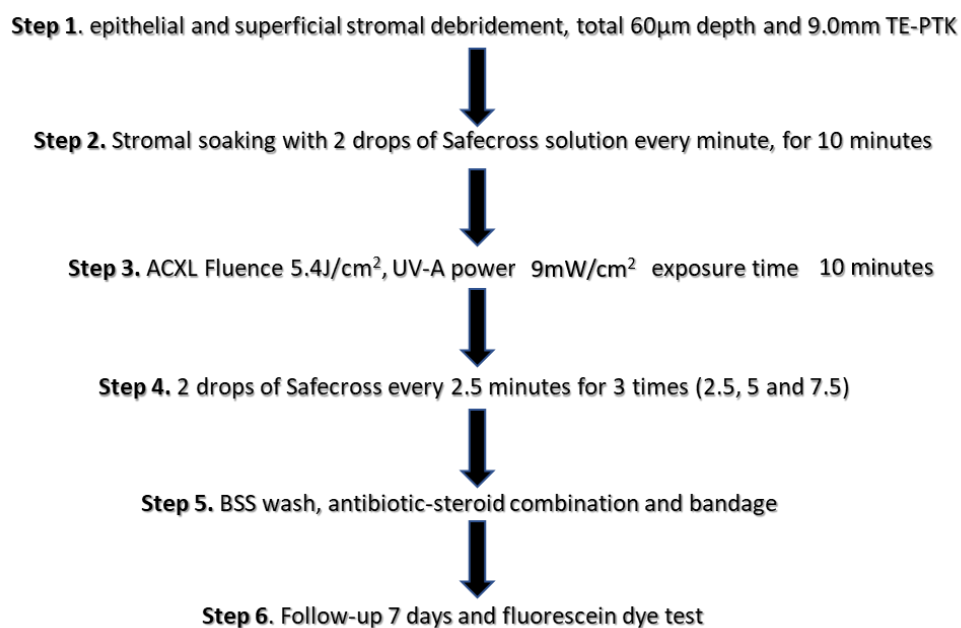 Step 1. epithelial and superficial stromal debridement, total 60µm depth and 9.0mm TE-PTK
Step 2. Stromal soaking with 2 drops of Safecross solution every minute, for 10 minutes
Step 3. ACXL Fluence 5.4J/cm², UV-A power 9mW/cm² exposure time 10 minutes
Step 4. 2 drops of Safecross every 2.5 minutes for 3 times (2.5, 5 and 7.5)
Step 5. BSS wash, antibiotic-steroid combination and bandage
Step 6. Follow-up 7 days and fluorescein dye test